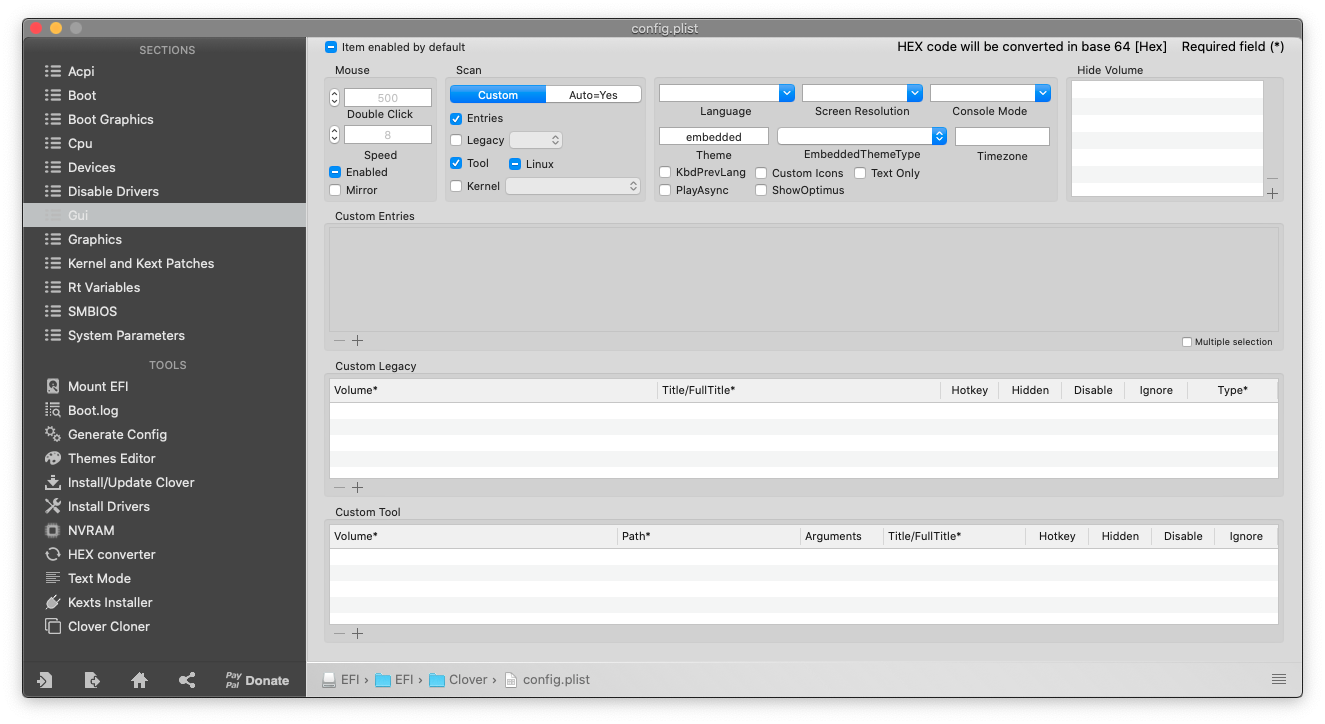 config.plist
SECTIONS
Acpi
Boot
Boot Graphics
Cpu
Devices
Disable Drivers
Gui
Graphics
Kernel and Kext Patches
Rt Variables
SMBIOS
System Parameters
TOOLS
Mount EFI
Boot.log
Generate Config
Themes Editor
Install/Update Clover
Install Drivers
NVRAM
HEX converter
Text Mode
Kexts Installer
Clover Cloner
Pay
Pal Donate
Item enabled by default
HEX code will be converted in base 64 [Hex] Required field (*)
Mouse
500
Double Click
8
Speed
Enabled
Mirror
Scan
Custom Auto=Yes
Entries
Legacy
Tool Linux
Kernel
Language Screen Resolution Console Mode
embedded
Theme EmbeddedThemeType Timezone
KbdPrevLang Custom Icons Text Only
PlayAsync ShowOptimus
Hide Volume
Custom Entries
Multiple selection
Custom Legacy
Volume* Title/FullTitle* Hotkey Hidden Disable Ignore Type*
Custom Tool
Volume* Path* Arguments Title/FullTitle* Hotkey Hidden Disable Ignore
EFI › EFI › Clover › config.plist